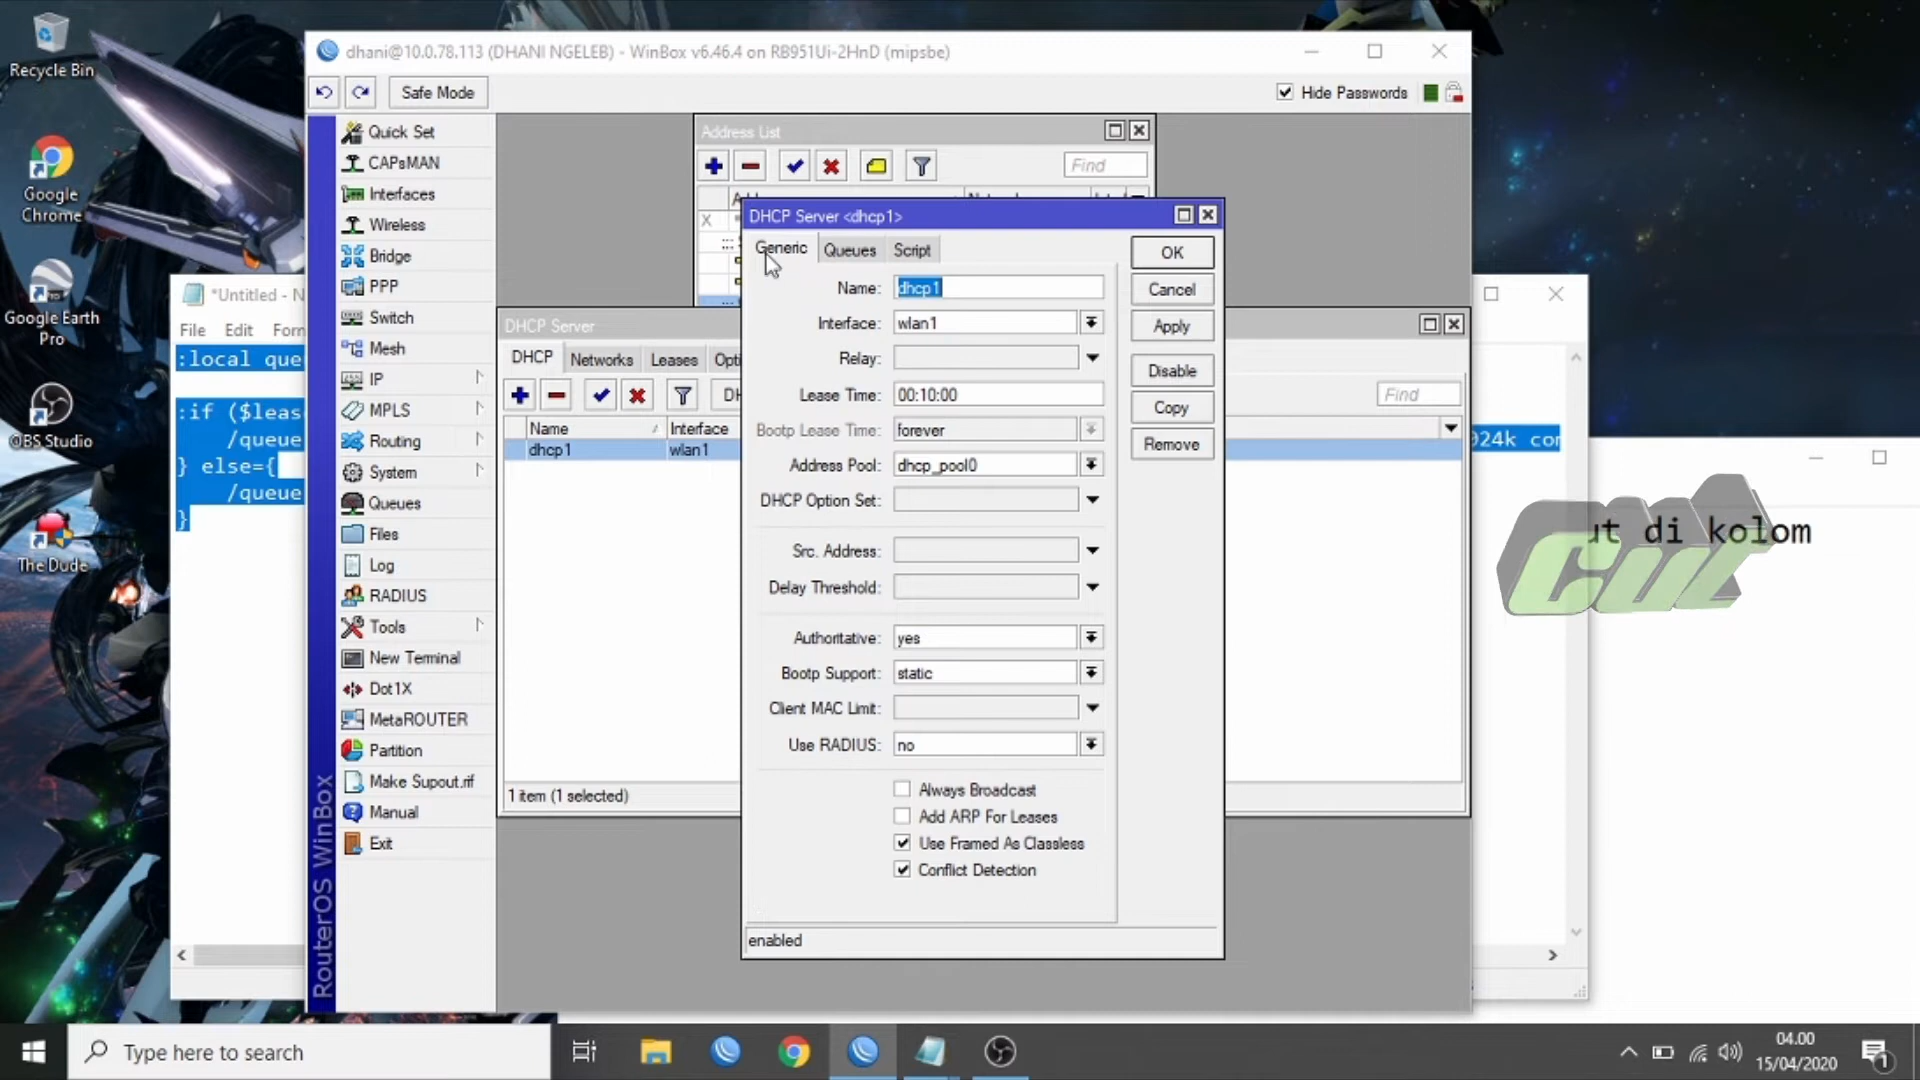 Recycle Bin
Google Chrome
Google Earth Pro
OBS Studio
The Dude
dhani@10.0.78.113 (DHANI NGELEB) - WinBox v6.46.4 on RB951Ui-2HnD (mipsbe)
Safe Mode
Hide Passwords
Quick Set
CAPsMAN
Interfaces
Wireless
Bridge
PPP
Switch
Mesh
IP
MPLS
Routing
System
Queues
Files
Log
RADIUS
Tools
New Terminal
Dot1X
MetaROUTER
Partition
Make Supout.rif
Manual
Exit
RouterOS WinBox
*Untitled - N
File Edit Form
:local que
:if ($leas
/queue
} else={
/queue
}
024k cor
Address List
Find
X
DHCP Server
DHCP Networks Leases Opti
DH
Find
Name Interface
dhcp1 wlan1
1 item (1 selected)
DHCP Server <dhcp1>
Generic Queues Script
Name: dhcp1
Interface: wlan1
Relay:
Lease Time: 00:10:00
Bootp Lease Time: forever
Address Pool: dhcp_pool0
DHCP Option Set:
Src. Address:
Delay Threshold:
Authoritative: yes
Bootp Support: static
Client MAC Limit:
Use RADIUS: no
Always Broadcast
Add ARP For Leases
Use Framed As Classless
Conflict Detection
enabled
OK
Cancel
Apply
Disable
Copy
Remove
ut di kolom
Cut
Type here to search
04.00
15/04/2020
1